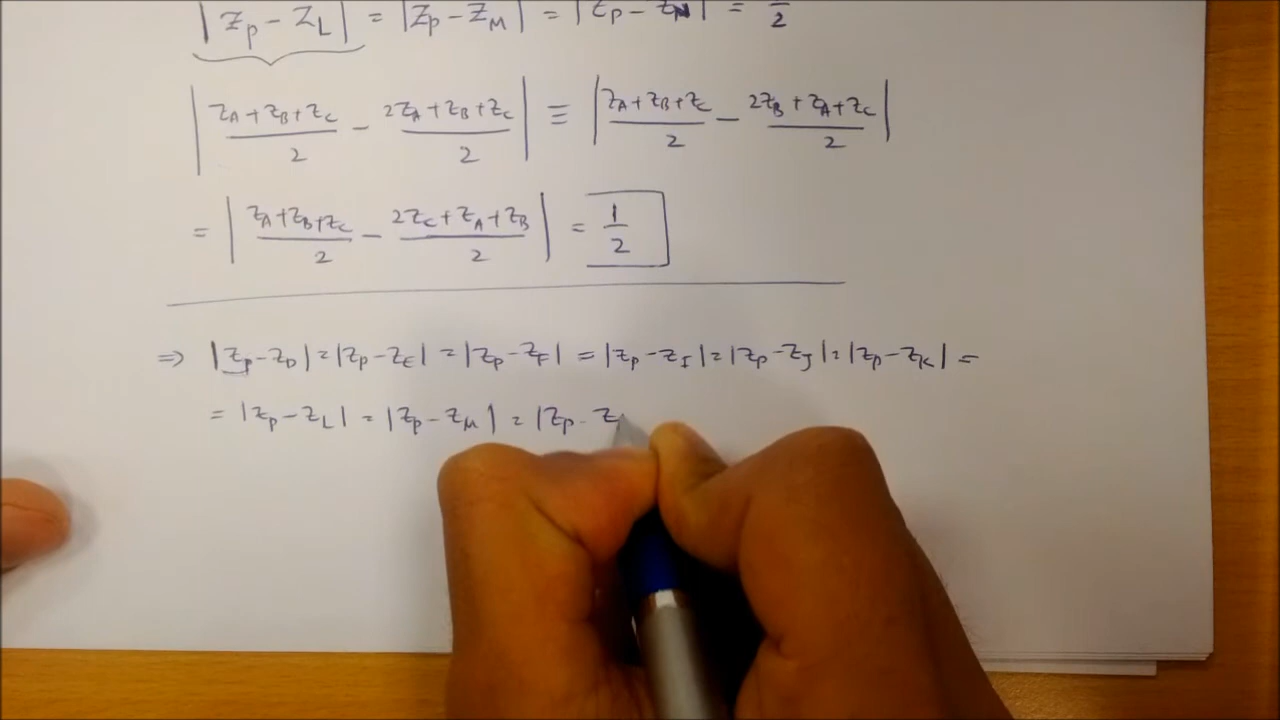 |z_P - z_L| = |z_P - z_M| = |z_P - z_N| = /2
|(z_A + z_B + z_C)/2 - (2z_A + z_B + z_C)/2| ≡ |(z_A + z_B + z_C)/2 - (2z_B + z_A + z_C)/2|
= |(z_A + z_B + z_C)/2 - (2z_C + z_A + z_B)/2| = 1/2
⇒ |z_P - z_D| = |z_P - z_E| = |z_P - z_F| = |z_P - z_I| = |z_P - z_J| = |z_P - z_K| =
= |z_P - z_L| = |z_P - z_M| = |z_P - z